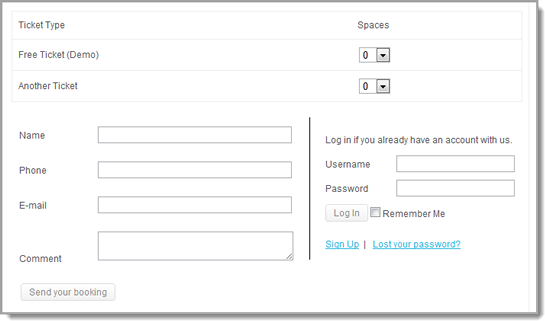 Ticket Type Spaces
Free Ticket (Demo) 0
Another Ticket 0
Name
Phone
E-mail
Comment
Send your booking
Log in if you already have an account with us.
Username
Password
Log In Remember Me
Sign Up | Lost your password?